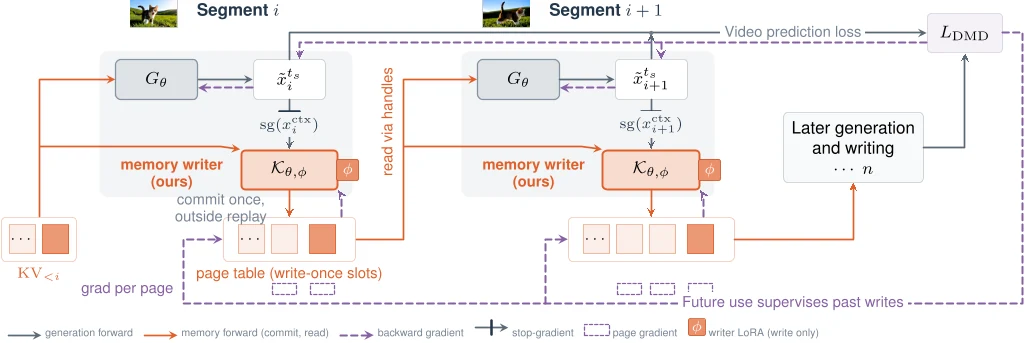 Segment i
Segment i + 1
Video prediction loss
L_DMD
G_θ
x̃_i^{t_s}
G_θ
x̃_{i+1}^{t_s}
sg(x_i^{ctx})
sg(x_{i+1}^{ctx})
read via handles
Later generation
and writing
··· n
memory writer
(ours)
K_{θ,ϕ}
ϕ
memory writer
(ours)
K_{θ,ϕ}
ϕ
commit once,
outside replay
···
···
···
KV_{<i}
page table (write-once slots)
grad per page
Future use supervises past writes
generation forward
memory forward (commit, read)
backward gradient
stop-gradient
page gradient
ϕ
writer LoRA (write only)